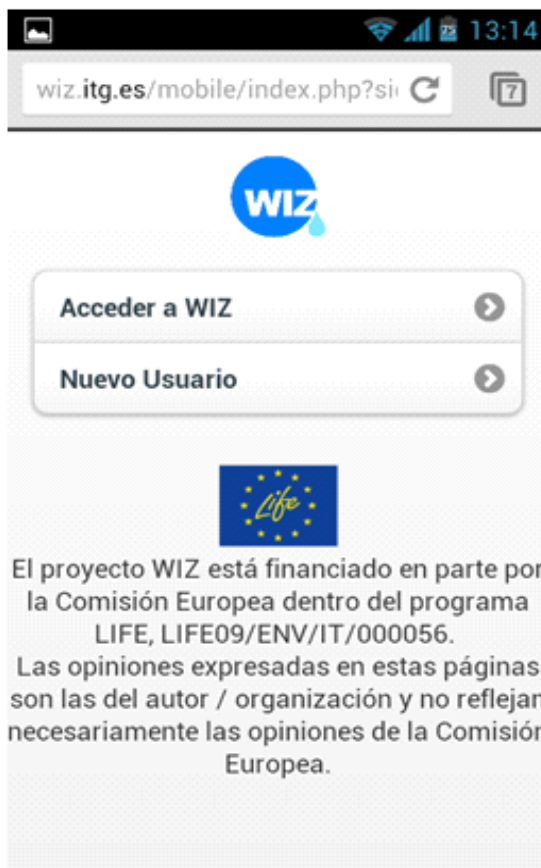 75 13:14
wiz.itg.es/mobile/index.php?si
7
WIZ
Acceder a WIZ
Nuevo Usuario
Life
El proyecto WIZ está financiado en parte por
la Comisión Europea dentro del programa
LIFE, LIFE09/ENV/IT/000056.
Las opiniones expresadas en estas páginas
son las del autor / organización y no reflejan
necesariamente las opiniones de la Comisión
Europea.